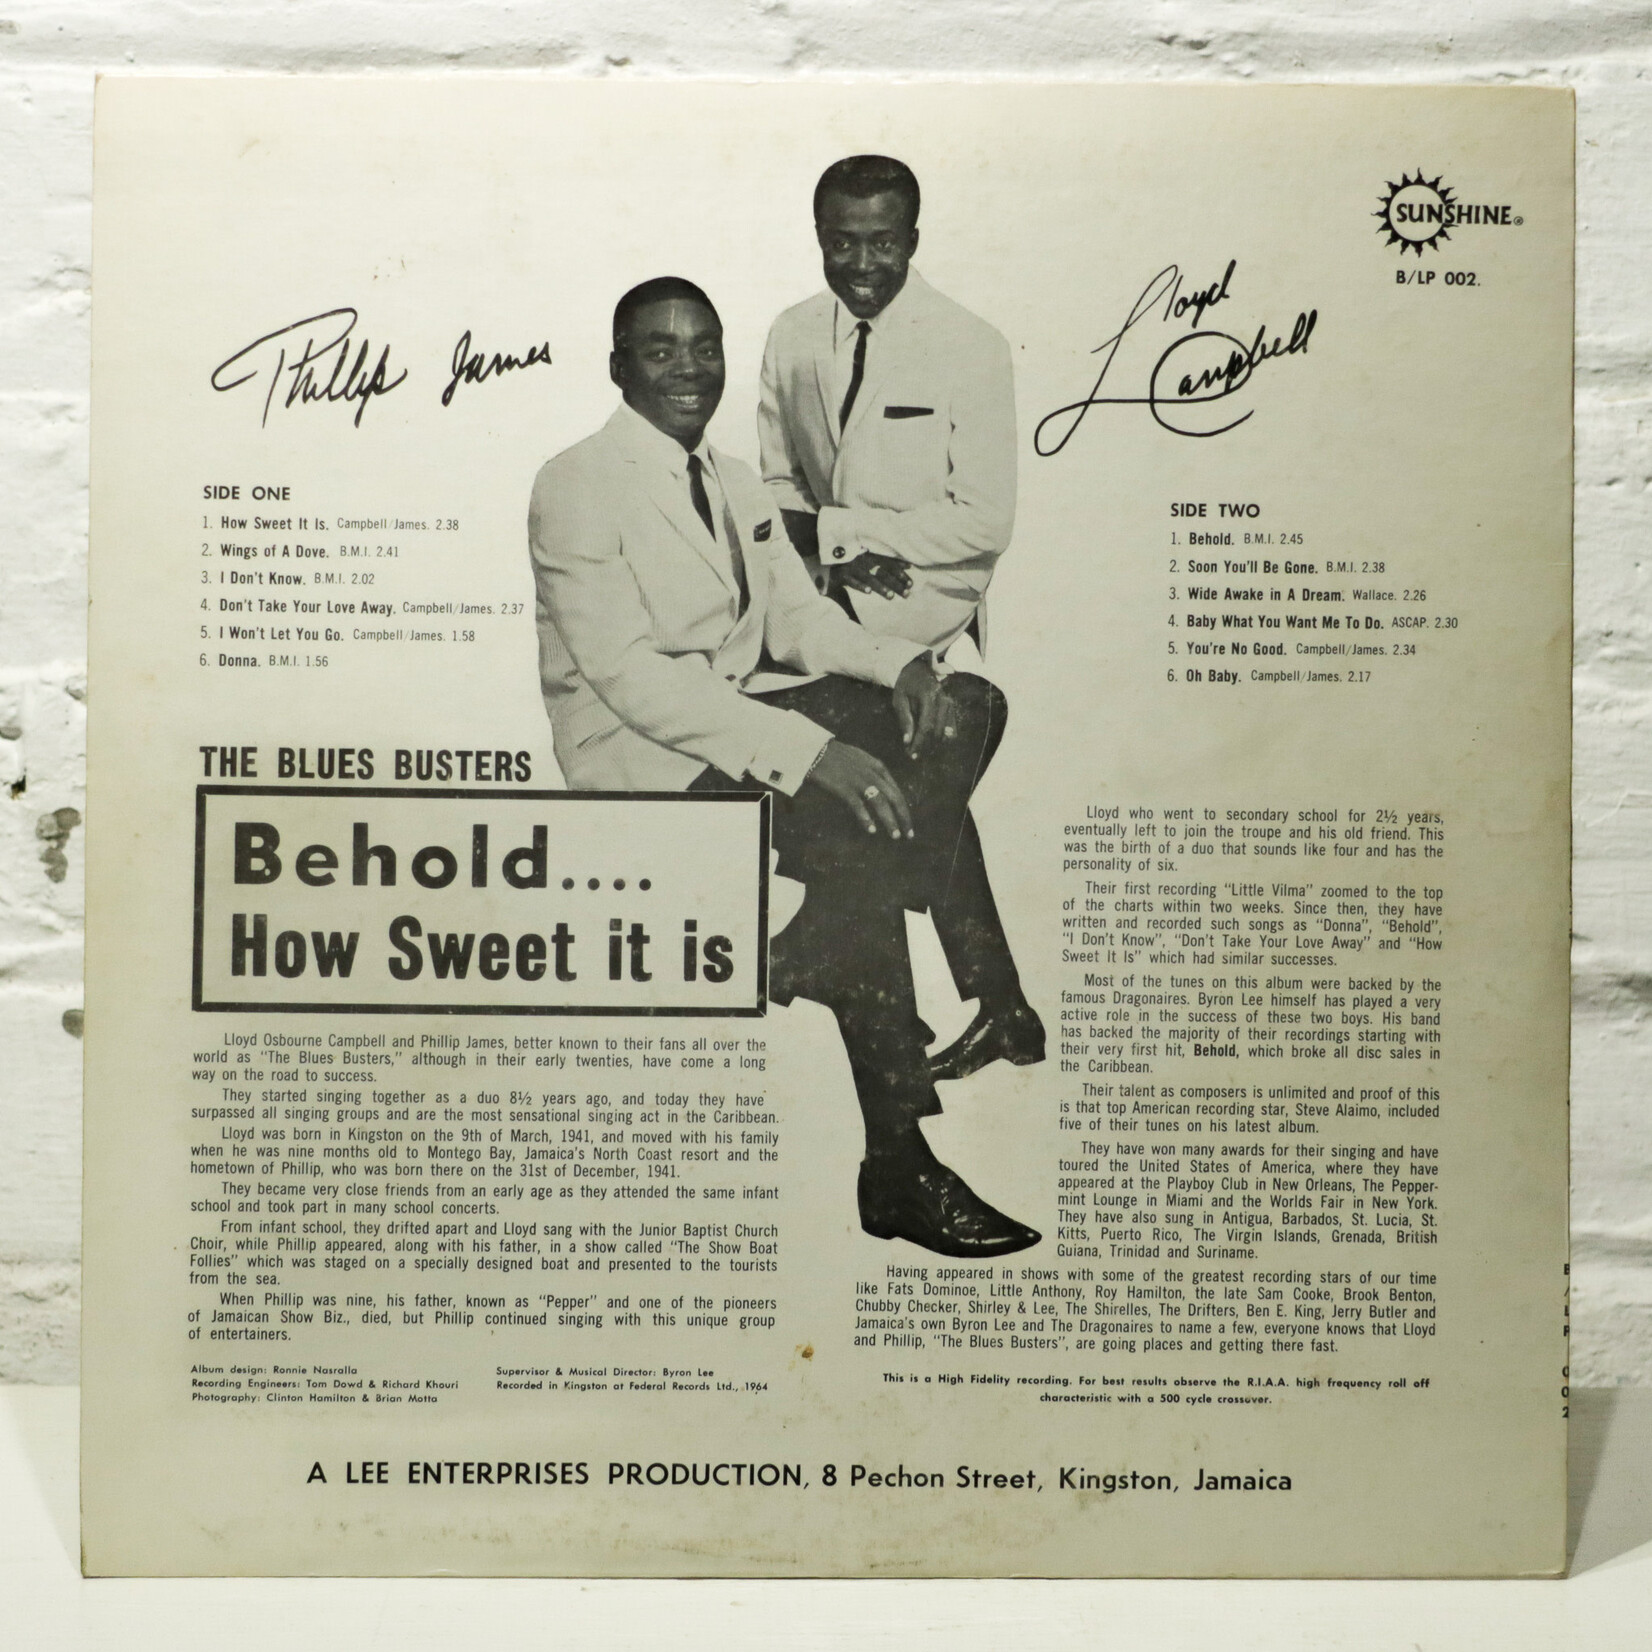 SUNSHINE®
B/LP 002.
Phillip James
Lloyd
Campbell
SIDE ONE
1. How Sweet It Is. Campbell/James. 2.38
2. Wings of A Dove. B.M.I. 2.41
3. I Don't Know. B.M.I. 2.02
4. Don't Take Your Love Away. Campbell/James. 2.37
5. I Won't Let You Go. Campbell/James. 1.58
6. Donna. B.M.I. 1.56
SIDE TWO
1. Behold. B.M.I. 2.45
2. Soon You'll Be Gone. B.M.I. 2.38
3. Wide Awake in A Dream. Wallace. 2.26
4. Baby What You Want Me To Do. ASCAP. 2.30
5. You're No Good. Campbell/James. 2.34
6. Oh Baby. Campbell/James. 2.17
THE BLUES BUSTERS
Behold....
How Sweet it is
Lloyd Osbourne Campbell and Phillip James, better known to their fans all over the
world as "The Blues Busters," although in their early twenties, have come a long
way on the road to success.
They started singing together as a duo 8½ years ago, and today they have
surpassed all singing groups and are the most sensational singing act in the Caribbean.
Lloyd was born in Kingston on the 9th of March, 1941, and moved with his family
when he was nine months old to Montego Bay, Jamaica's North Coast resort and the
hometown of Phillip, who was born there on the 31st of December, 1941.
They became very close friends from an early age as they attended the same infant
school and took part in many school concerts.
From infant school, they drifted apart and Lloyd sang with the Junior Baptist Church
Choir, while Phillip appeared, along with his father, in a show called "The Show Boat
Follies" which was staged on a specially designed boat and presented to the tourists
from the sea.
When Phillip was nine, his father, known as "Pepper" and one of the pioneers
of Jamaican Show Biz., died, but Phillip continued singing with this unique group
of entertainers.
Lloyd who went to secondary school for 2½ years,
eventually left to join the troupe and his old friend. This
was the birth of a duo that sounds like four and has the
personality of six.
Their first recording "Little Vilma" zoomed to the top
of the charts within two weeks. Since then, they have
written and recorded such songs as "Donna", "Behold",
"I Don't Know", "Don't Take Your Love Away" and "How
Sweet It Is" which had similar successes.
Most of the tunes on this album were backed by the
famous Dragonaires. Byron Lee himself has played a very
active role in the success of these two boys. His band
has backed the majority of their recordings starting with
their very first hit, Behold, which broke all disc sales in
the Caribbean.
Their talent as composers is unlimited and proof of this
is that top American recording star, Steve Alaimo, included
five of their tunes on his latest album.
They have won many awards for their singing and have
toured the United States of America, where they have
appeared at the Playboy Club in New Orleans, The Pepper-
mint Lounge in Miami and the Worlds Fair in New York.
They have also sung in Antigua, Barbados, St. Lucia, St.
Kitts, Puerto Rico, The Virgin Islands, Grenada, British
Guiana, Trinidad and Suriname.
Having appeared in shows with some of the greatest recording stars of our time
like Fats Dominoe, Little Anthony, Roy Hamilton, the late Sam Cooke, Brook Benton,
Chubby Checker, Shirley & Lee, The Shirelles, The Drifters, Ben E. King, Jerry Butler and
Jamaica's own Byron Lee and The Dragonaires to name a few, everyone knows that Lloyd
and Phillip, "The Blues Busters", are going places and getting there fast.
Album design: Ronnie Nasralla
Recording Engineers: Tom Dowd & Richard Khouri
Photography: Clinton Hamilton & Brian Motta
Supervisor & Musical Director: Byron Lee
Recorded in Kingston at Federal Records Ltd., 1964
This is a High Fidelity recording. For best results observe the R.I.A.A. high frequency roll off
characteristic with a 500 cycle crossover.
A LEE ENTERPRISES PRODUCTION, 8 Pechon Street, Kingston, Jamaica
B/LP 002